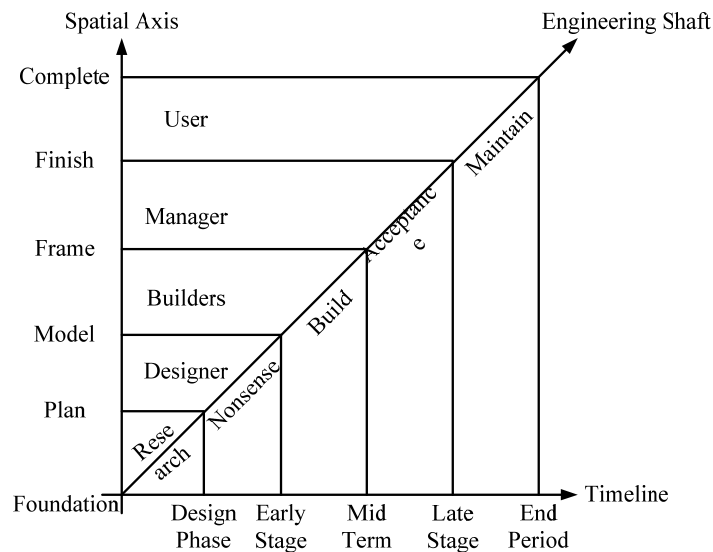 Spatial Axis
Engineering Shaft
Complete
User
Maintain
Finish
Manager
Acceptanc
e
Frame
Builders
Build
Model
Designer
Nonsense
Plan
Rese
arch
Foundation
Timeline
Design
Phase
Early
Stage
Mid
Term
Late
Stage
End
Period